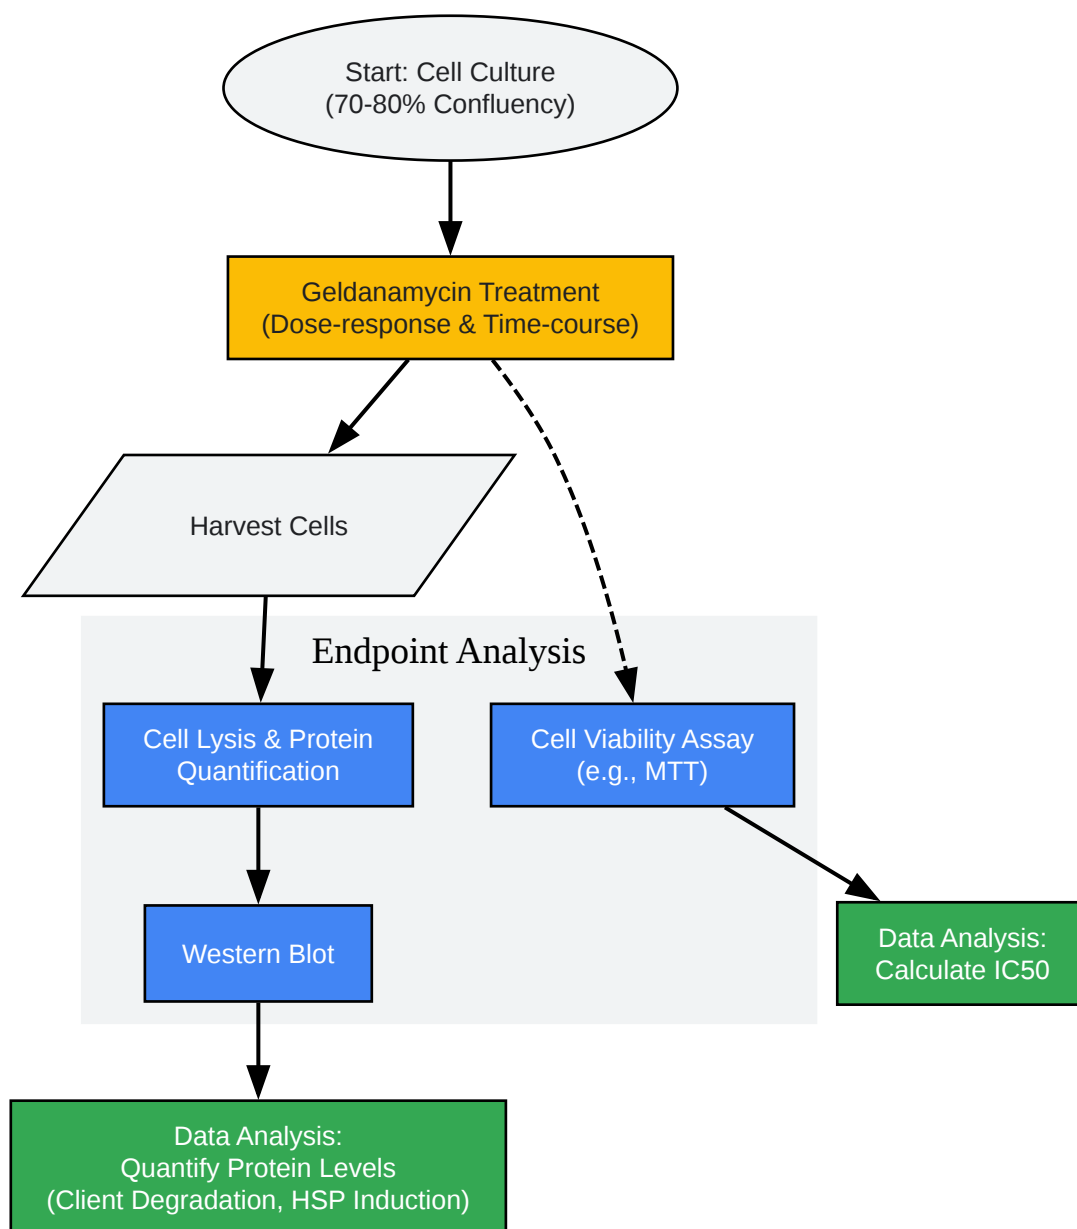 Start: Cell Culture
(70-80% Confluency)
Geldanamycin Treatment
(Dose-response & Time-course)
Harvest Cells
Endpoint Analysis
Cell Lysis & Protein
Quantification
Cell Viability Assay
(e.g., MTT)
Western Blot
Data Analysis:
Calculate IC50
Data Analysis:
Quantify Protein Levels
(Client Degradation, HSP Induction)